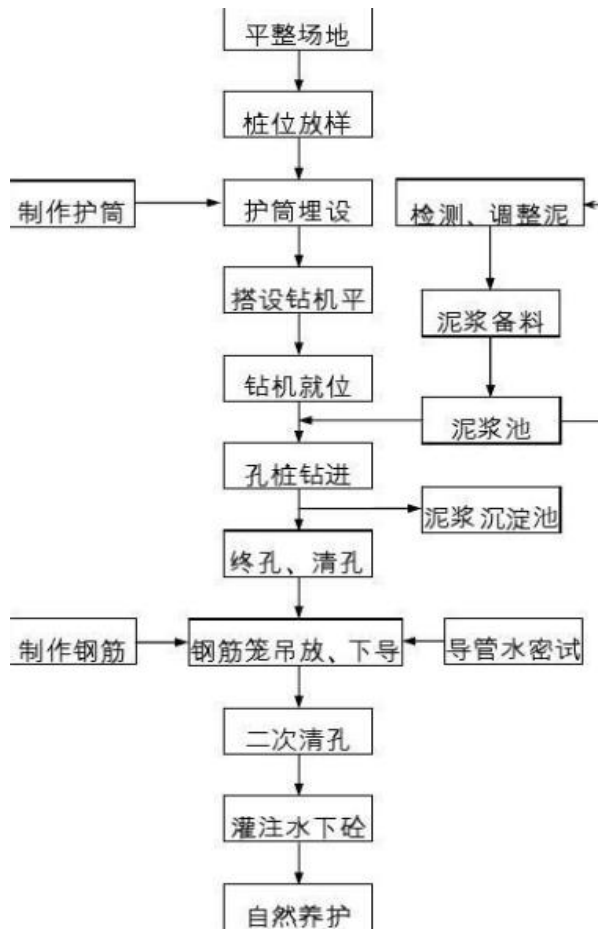 平整场地
桩位放样
制作护筒
护筒埋设
检测、调整泥
搭设钻机平
泥浆备料
钻机就位
泥浆池
孔桩钻进
泥浆沉淀池
终孔、清孔
制作钢筋
钢筋笼吊放、下导
导管水密试
二次清孔
灌注水下砼
自然养护